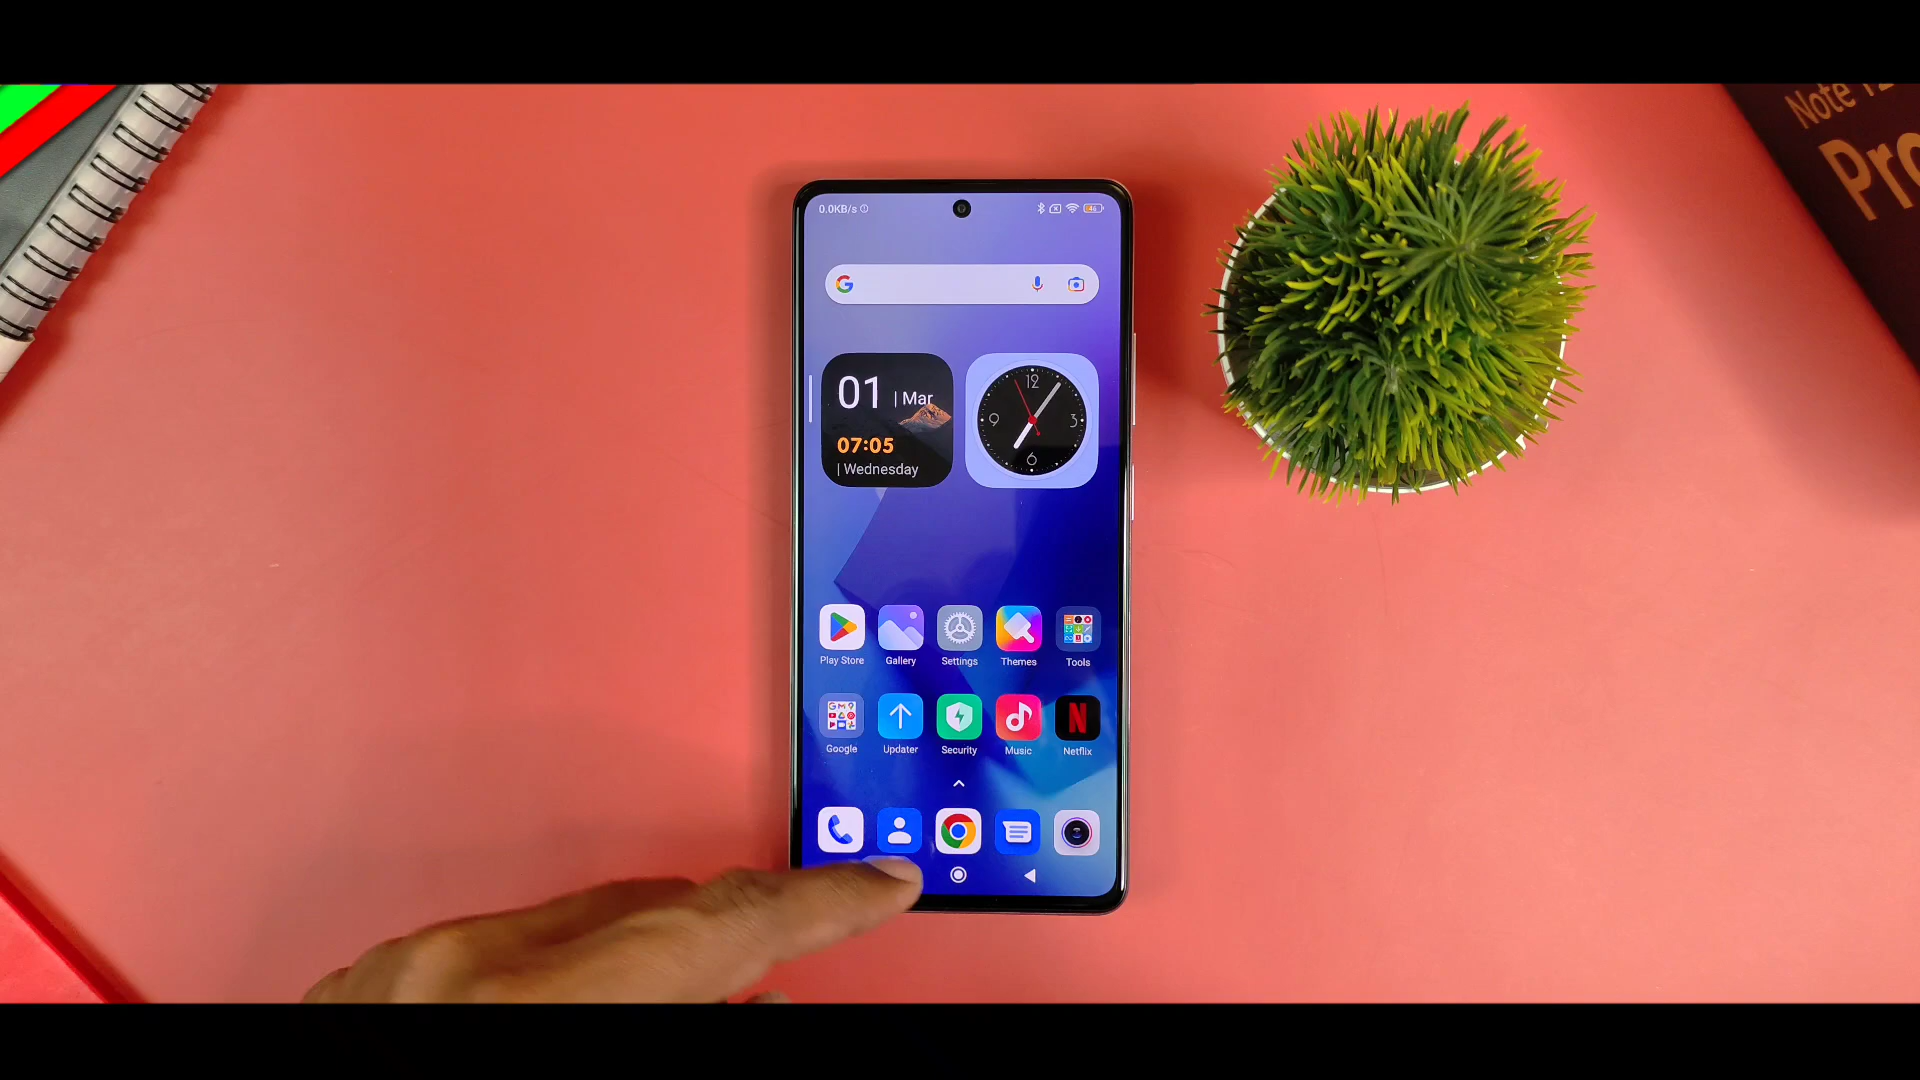 Note 12
Pro
0.0KB/s
01 | Mar
07:05
| Wednesday
12
3
6
9
Play Store
Gallery
Settings
Themes
Tools
Google
Updater
Security
Music
N
Netflix